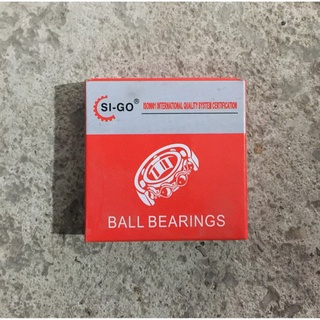 SI-GO®
ISO9001 INTERNATIONAL QUALITY SYSTEM CERTIFICATION
BALL BEARINGS